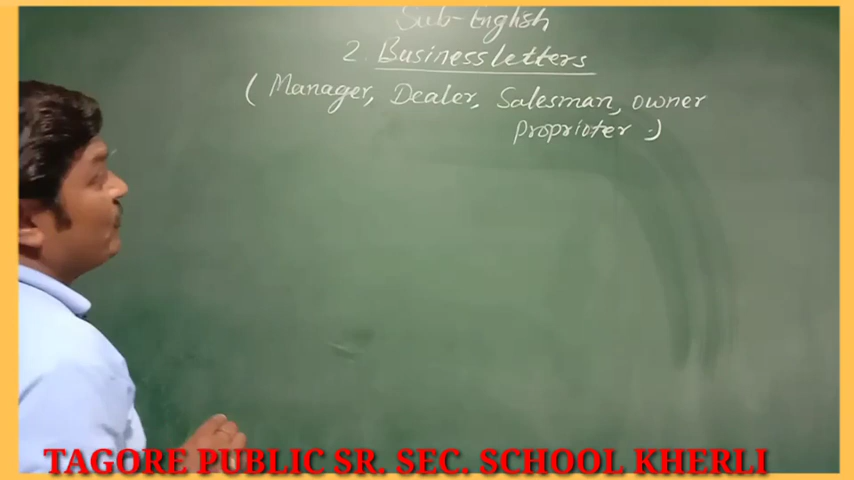 Sub-English
2. Business letters
( Manager, Dealer, Salesman, owner
Proprioter .)
TAGORE PUBLIC SR. SEC. SCHOOL KHERLI